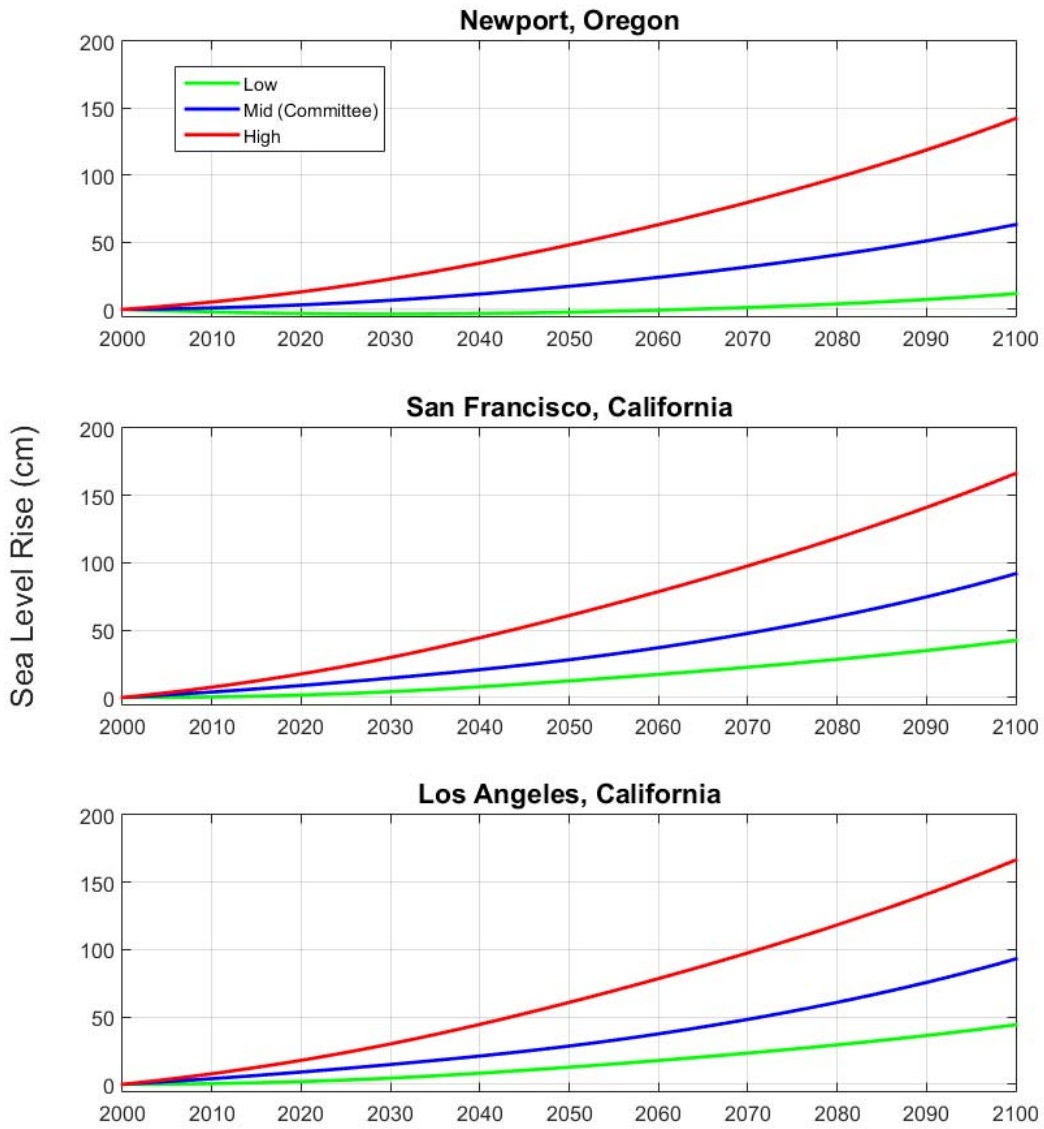 Newport, Oregon
200
150
100
50
0
Low
Mid (Committee)
High
2000 2010 2020 2030 2040 2050 2060 2070 2080 2090 2100
San Francisco, California
Sea Level Rise (cm)
200
150
100
50
0
2000 2010 2020 2030 2040 2050 2060 2070 2080 2090 2100
Los Angeles, California
200
150
100
50
0
2000 2010 2020 2030 2040 2050 2060 2070 2080 2090 2100